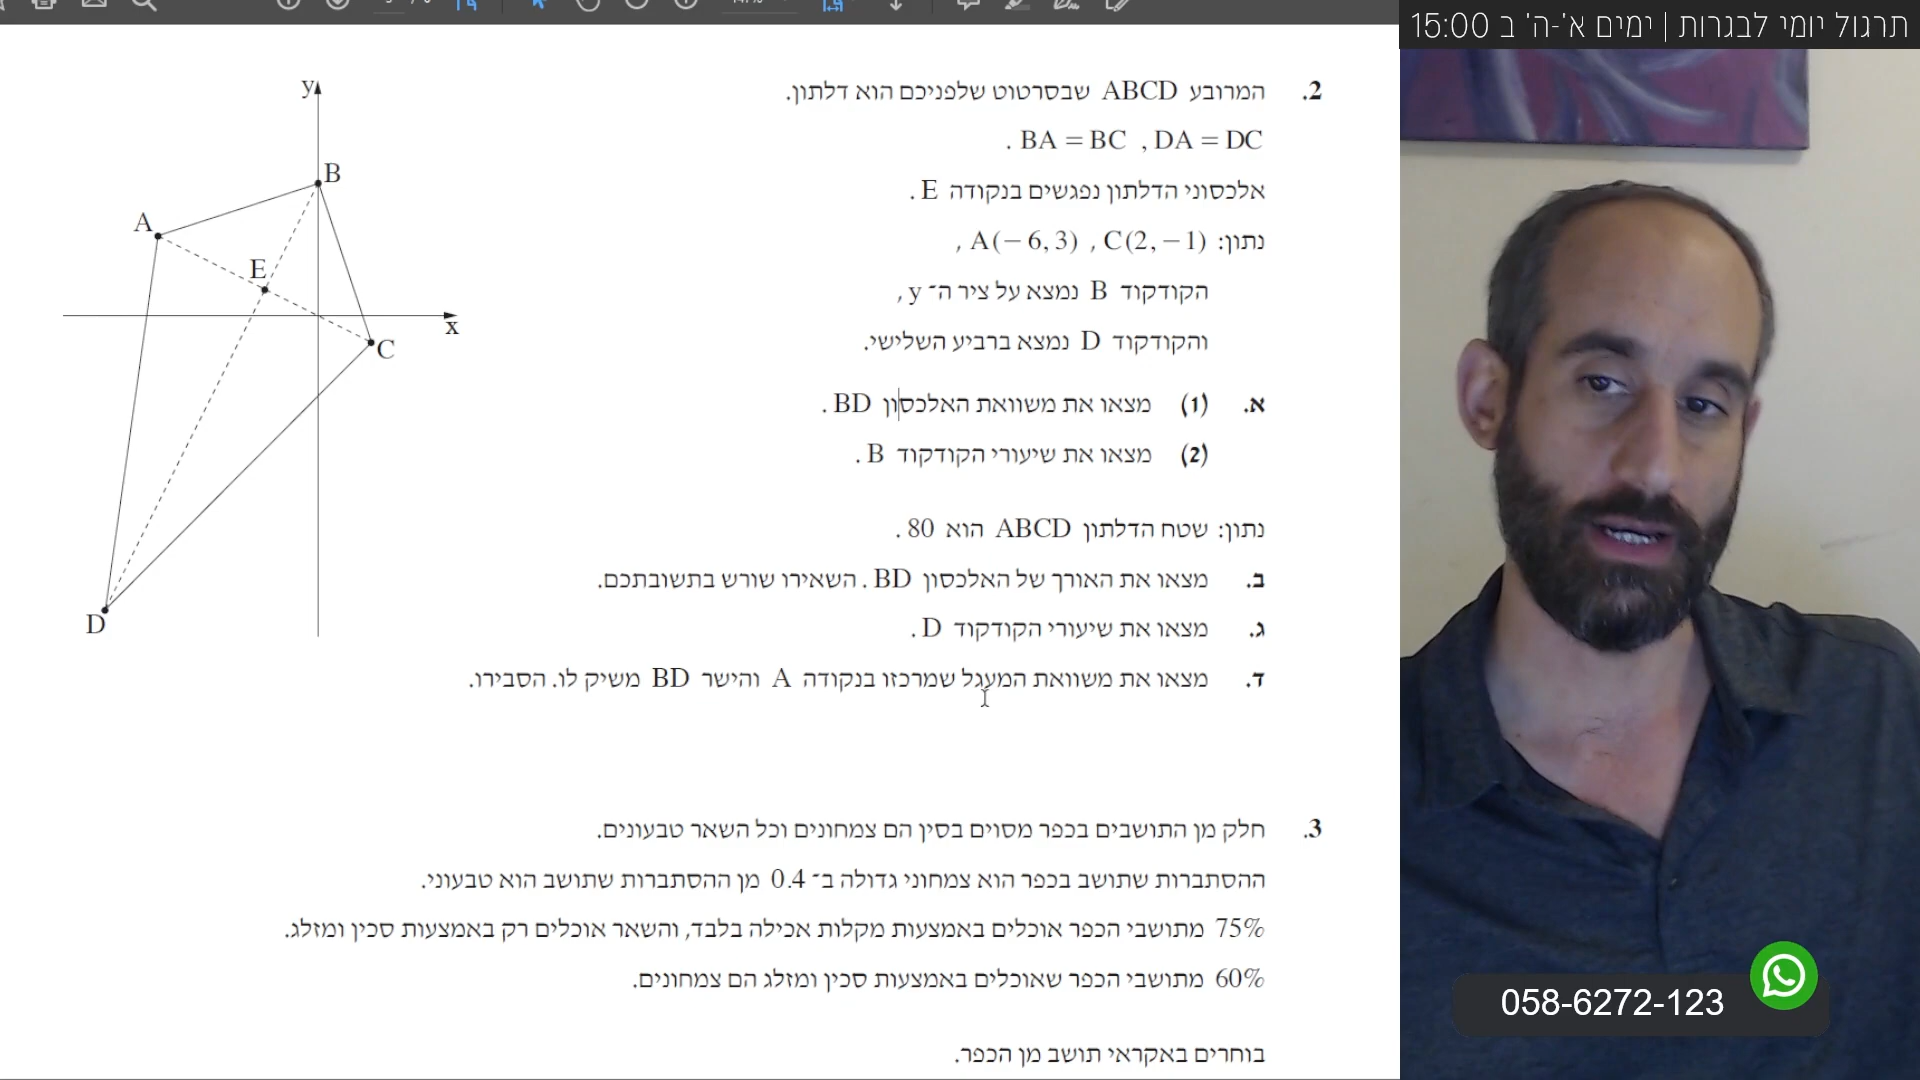 תרגול יומי לבגרות | ימים א'-ה' ב 15:00
2. המרובע ABCD שבסרטוט שלפניכם הוא דלתון.
BA = BC , DA = DC .
אלכסוני הדלתון נפגשים בנקודה E .
נתון: A(− 6, 3) , C(2, − 1) ,
הקודקוד B נמצא על ציר ה־ y ,
והקודקוד D נמצא ברביע השלישי.
א. (1) מצאו את משוואת האלכסון BD .
(2) מצאו את שיעורי הקודקוד B .
נתון: שטח הדלתון ABCD הוא 80 .
ב. מצאו את האורך של האלכסון BD . השאירו שורש בתשובתכם.
ג. מצאו את שיעורי הקודקוד D .
ד. מצאו את משוואת המעגל שמרכזו בנקודה A והישר BD משיק לו. הסבירו.
y
B
A
E
x
C
D
3. חלק מן התושבים בכפר מסוים בסין הם צמחונים וכל השאר טבעונים.
ההסתברות שתושב בכפר הוא צמחוני גדולה ב־ 0.4 מן ההסתברות שתושב הוא טבעוני.
75% מתושבי הכפר אוכלים באמצעות מקלות אכילה בלבד, והשאר אוכלים רק באמצעות סכין ומזלג.
60% מתושבי הכפר שאוכלים באמצעות סכין ומזלג הם צמחונים.
בוחרים באקראי תושב מן הכפר.
058-6272-123